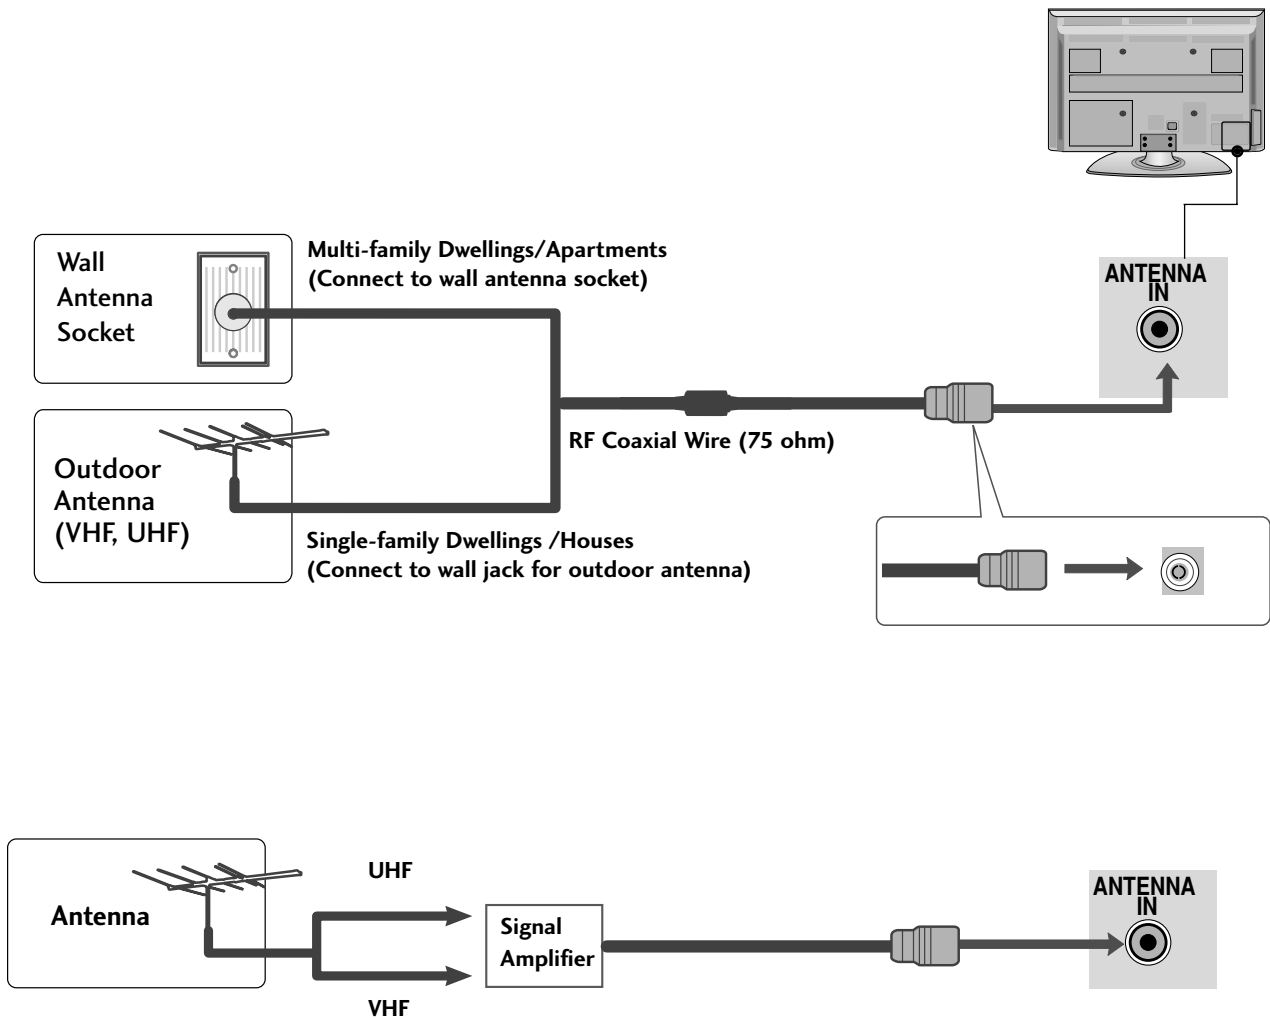 Wall
Antenna
Socket
Multi-family Dwellings/Apartments
(Connect to wall antenna socket)
ANTENNA
IN
RF Coaxial Wire (75 ohm)
Outdoor
Antenna
(VHF, UHF)
Single-family Dwellings /Houses
(Connect to wall jack for outdoor antenna)
Antenna
UHF
VHF
Signal
Amplifier
ANTENNA
IN